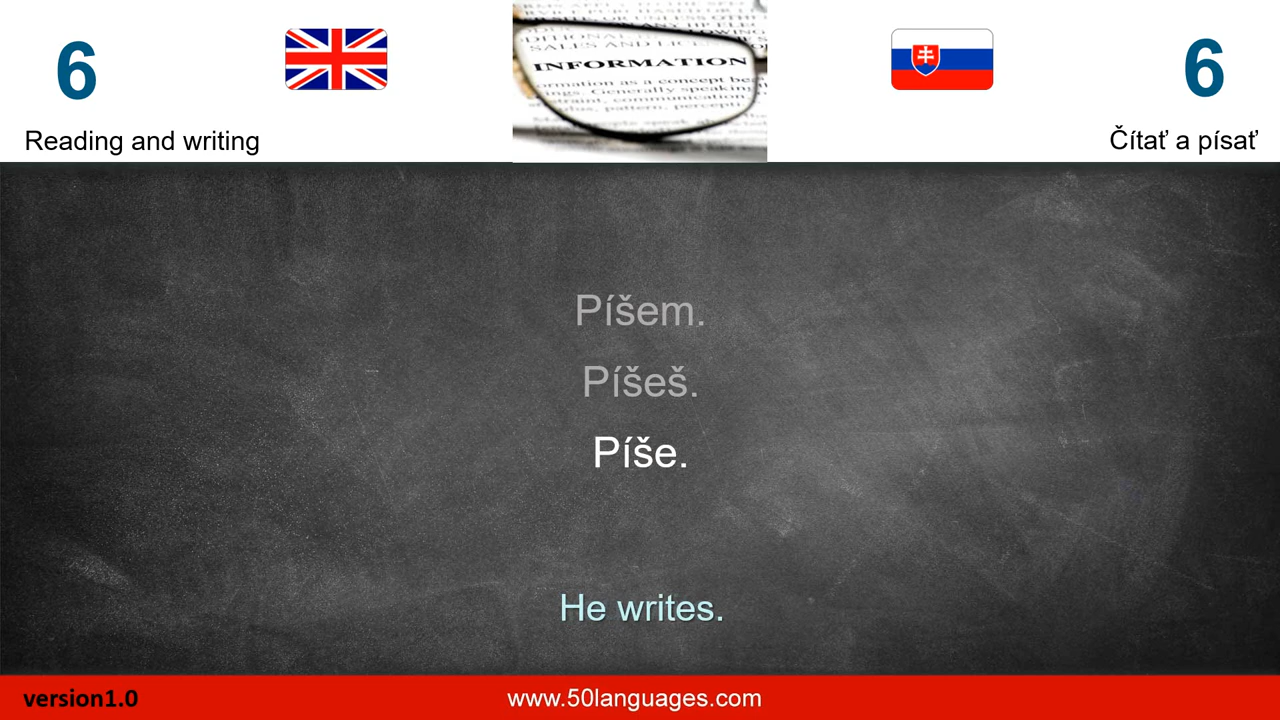 6
6
Reading and writing
Čítať a písať
INFORMATION
Píšem.
Píšeš.
Píše.
He writes.
version1.0
www.50languages.com